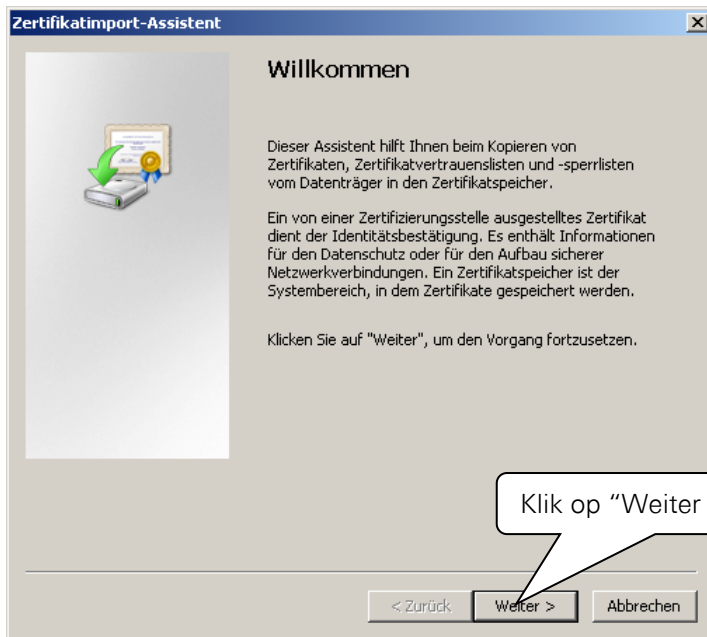 Zertifikatimport-Assistent
Willkommen
Dieser Assistent hilft Ihnen beim Kopieren von
Zertifikaten, Zertifikatvertrauenslisten und -sperrlisten
vom Datenträger in den Zertifikatspeicher.
Ein von einer Zertifizierungsstelle ausgestelltes Zertifikat
dient der Identitätsbestätigung. Es enthält Informationen
für den Datenschutz oder für den Aufbau sicherer
Netzwerkverbindungen. Ein Zertifikatspeicher ist der
Systembereich, in dem Zertifikate gespeichert werden.
Klicken Sie auf "Weiter", um den Vorgang fortzusetzen.
Klik op “Weiter
< Zurück Weiter > Abbrechen